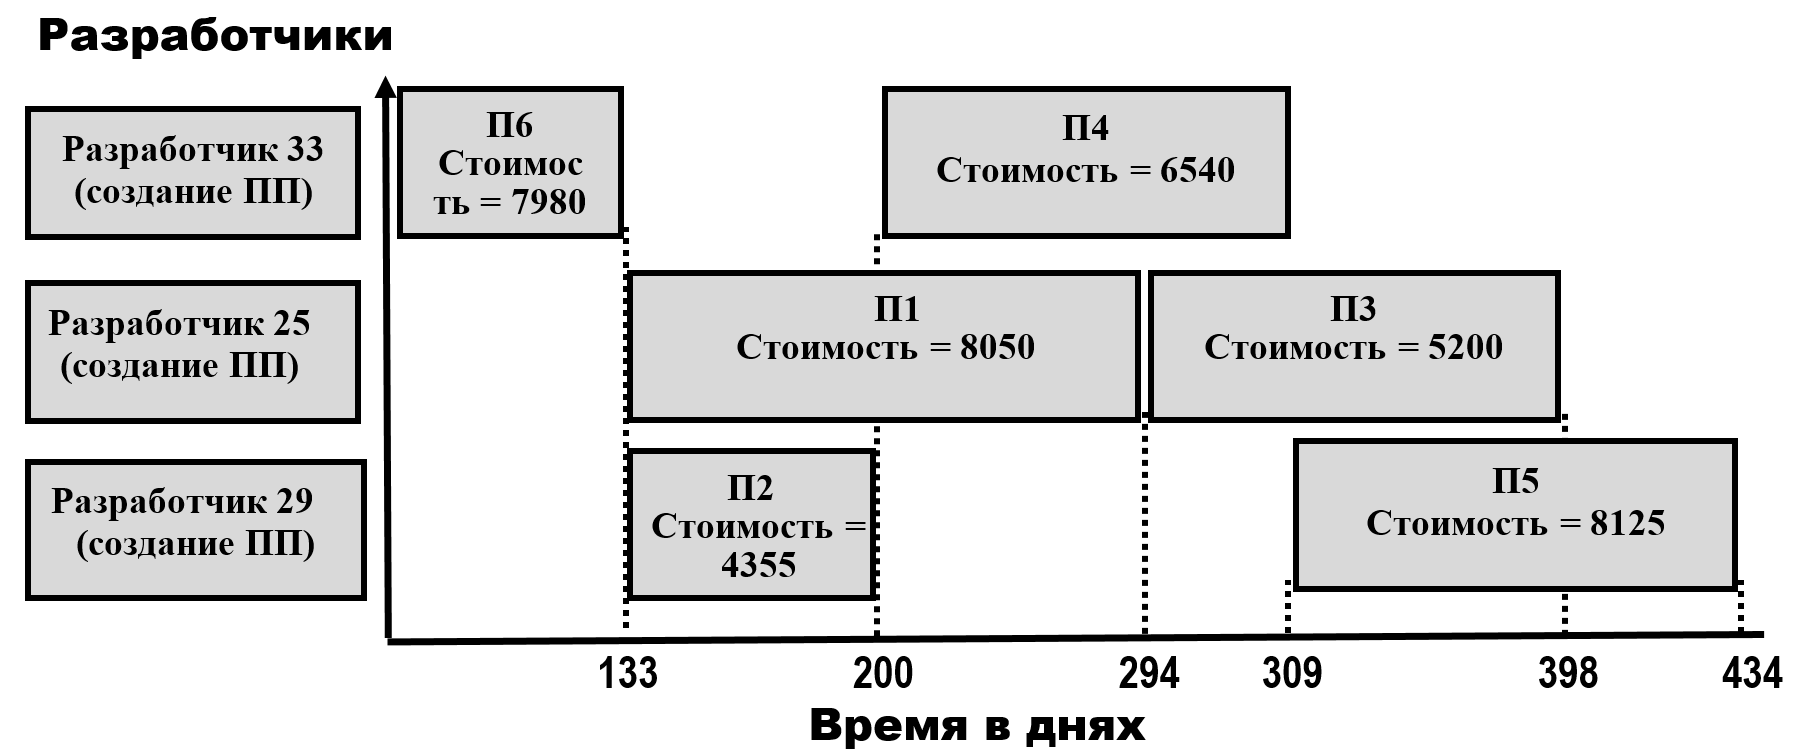 Разработчики
Разработчик 33
(создание ПП)
П6
Стоимос
ть = 7980
П4
Стоимость = 6540
Разработчик 25
(создание ПП)
П1
Стоимость = 8050
П3
Стоимость = 5200
Разработчик 29
(создание ПП)
П2
Стоимость =
4355
П5
Стоимость = 8125
133
200
294
309
398
434
Время в днях